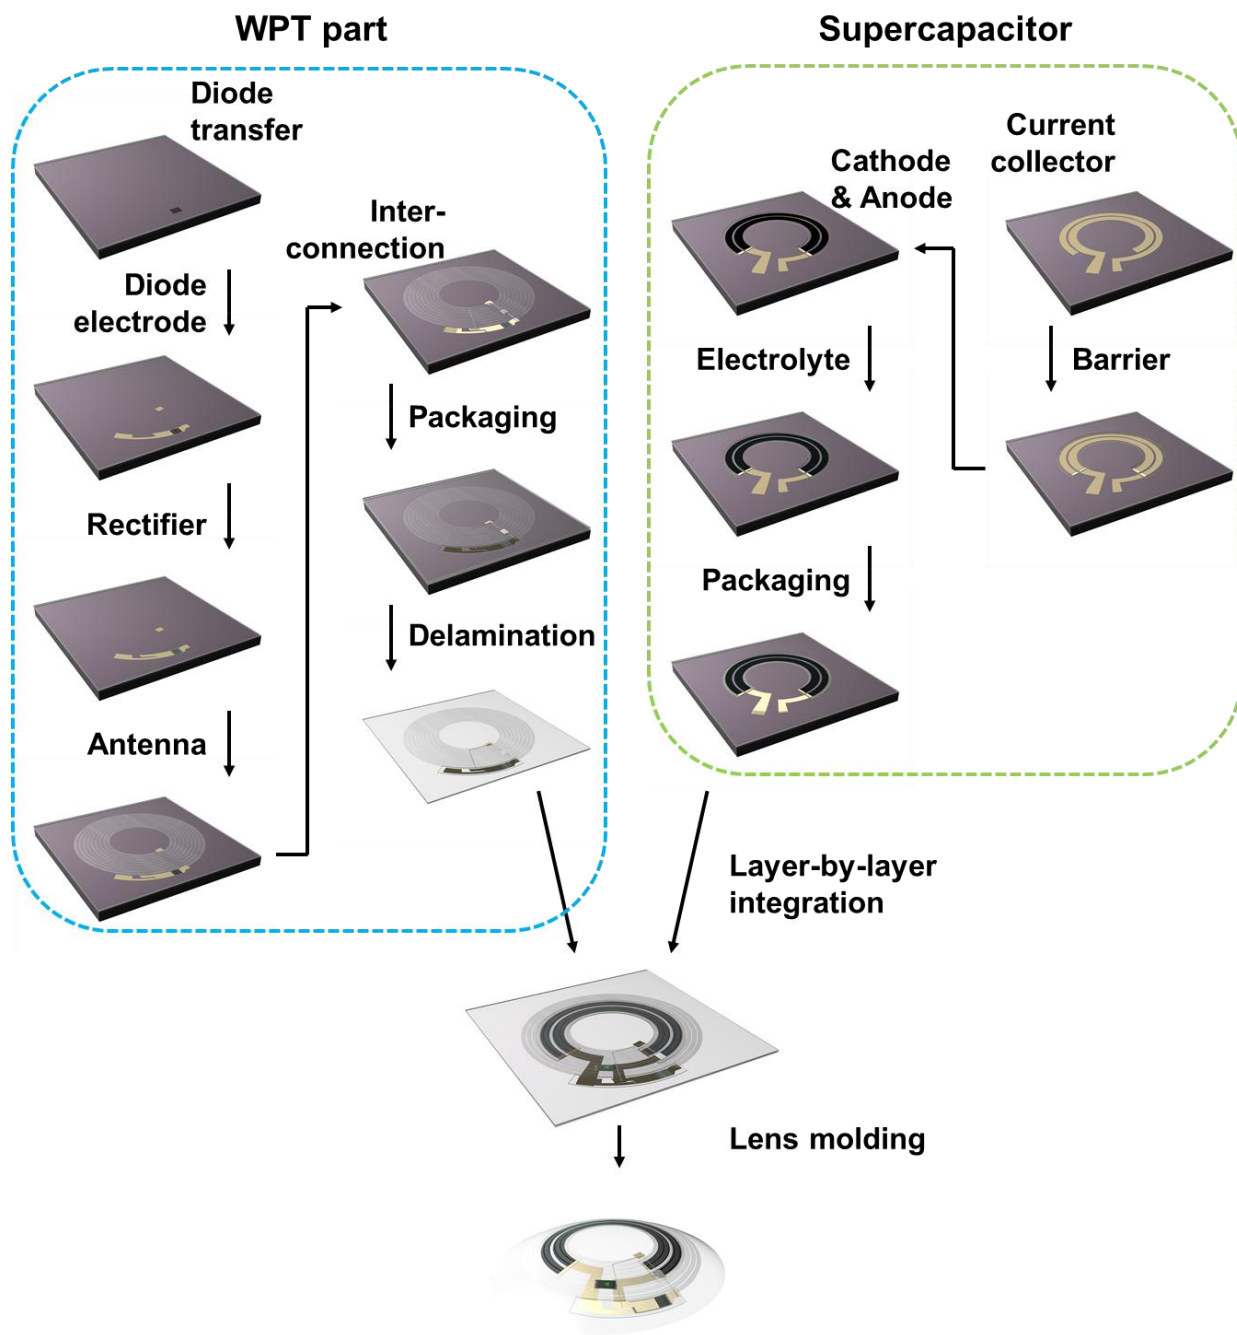 WPT part
Supercapacitor
Diode
transfer
Diode
electrode
Rectifier
Antenna
Inter-
connection
Packaging
Delamination
Current
collector
Barrier
Cathode
& Anode
Electrolyte
Packaging
Layer-by-layer
integration
Lens molding